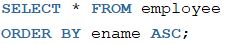 SELECT * FROM employee
ORDER BY ename ASC;